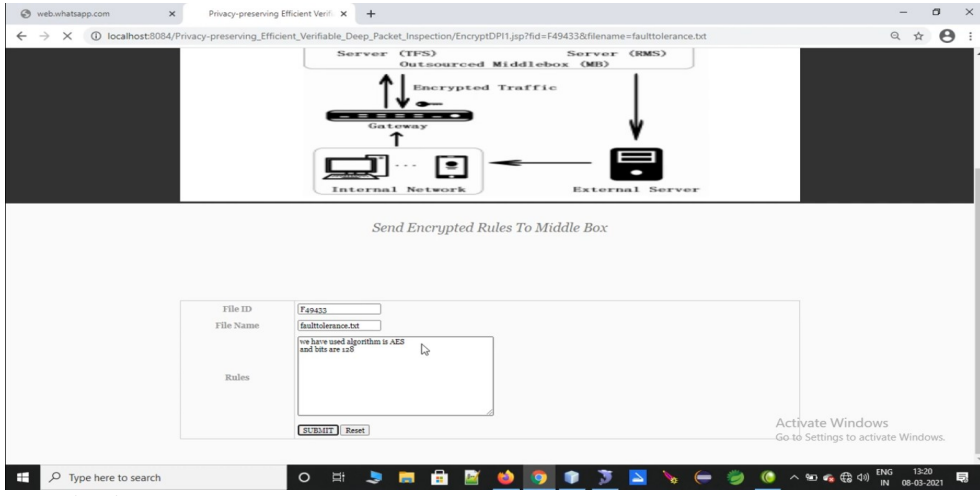 web.whatsapp.com
Privacy-preserving Efficient Verifi
localhost:8084/Privacy-preserving_Efficient_Verifiable_Deep_Packet_Inspection/EncryptDPI1.jsp?fid=F49433&filename=faulttolerance.txt
Server (TFS) Server (RMS)
Outsourced Middlebox (MB)
Encrypted Traffic
Gateway
...
Internal Network External Server
Send Encrypted Rules To Middle Box
File ID F49433
File Name faulttolerance.txt
Rules
we have used algorithm is AES
and bits are 128
SUBMIT Reset
Activate Windows
Go to Settings to activate Windows.
Type here to search
ENG 13:20
IN 08-03-2021